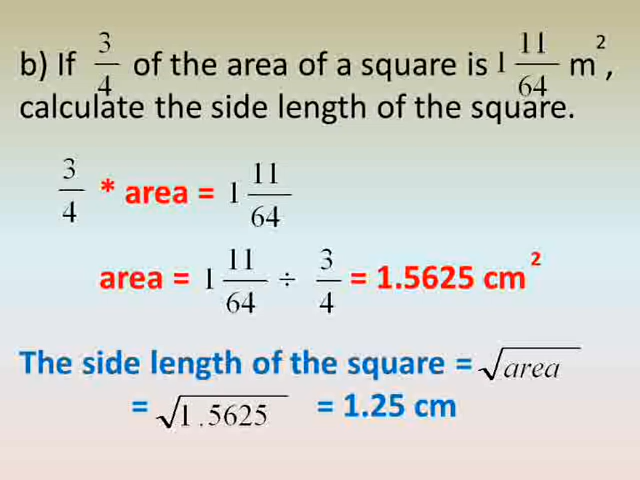 b) If 3/4 of the area of a square is 1 11/64 m²,
calculate the side length of the square.
3/4 * area = 1 11/64
area = 1 11/64 ÷ 3/4 = 1.5625 cm²
The side length of the square = √area
= √1.5625 = 1.25 cm